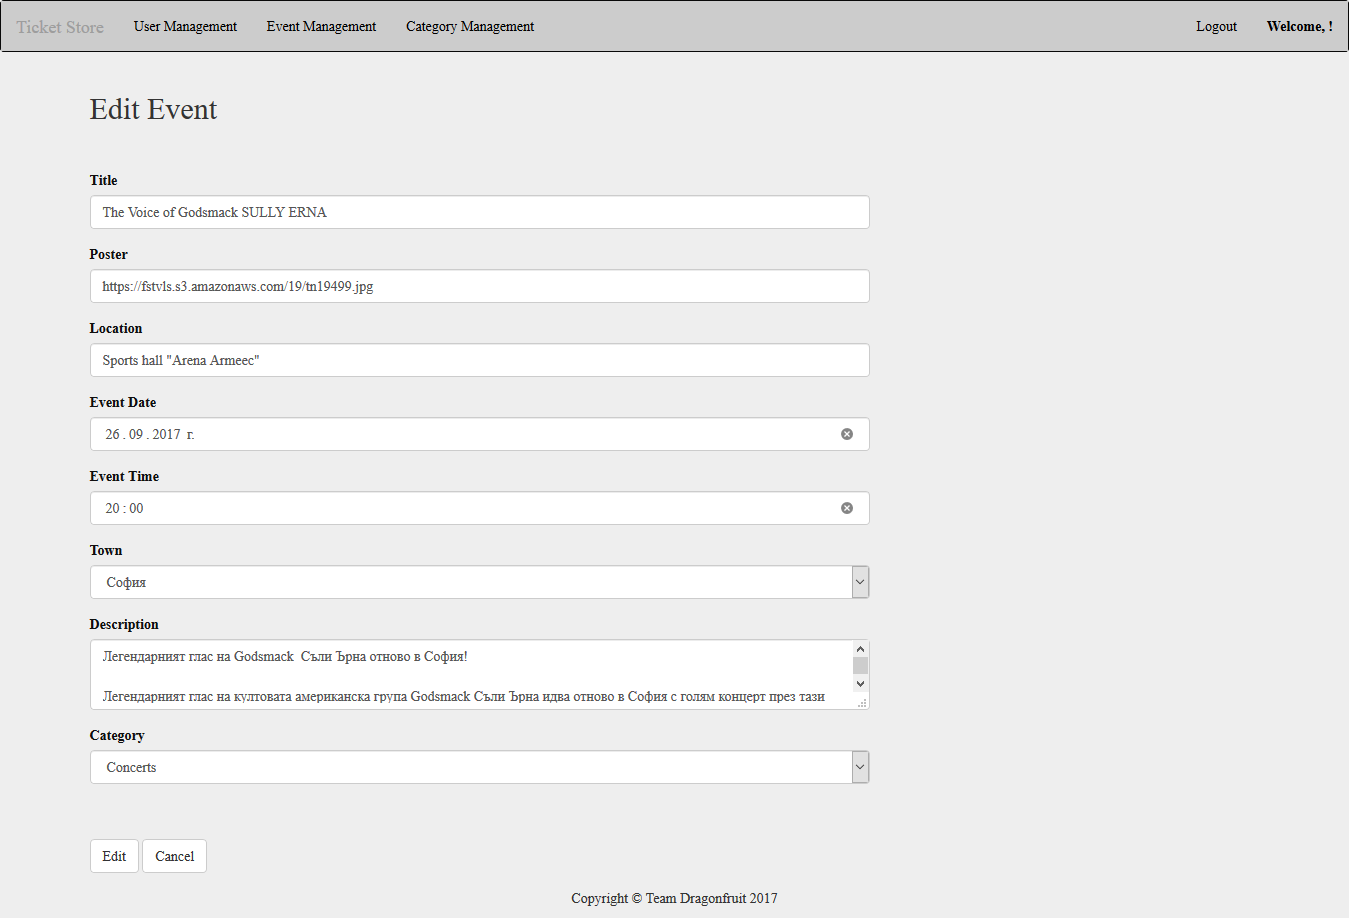 Ticket Store User Management Event Management Category Management Logout Welcome, !
Edit Event
Title
The Voice of Godsmack SULLY ERNA
Poster
https://fstvls.s3.amazonaws.com/19/tn19499.jpg
Location
Sports hall "Arena Armeec"
Event Date
26 . 09 . 2017 г.
Event Time
20 : 00
Town
София
Description
Легендарният глас на Godsmack Съли Ърна отново в София!
Легендарният глас на култовата американска група Godsmack Съли Ърна идва отново в София с голям концерт през тази
Category
Concerts
Edit Cancel
Copyright © Team Dragonfruit 2017